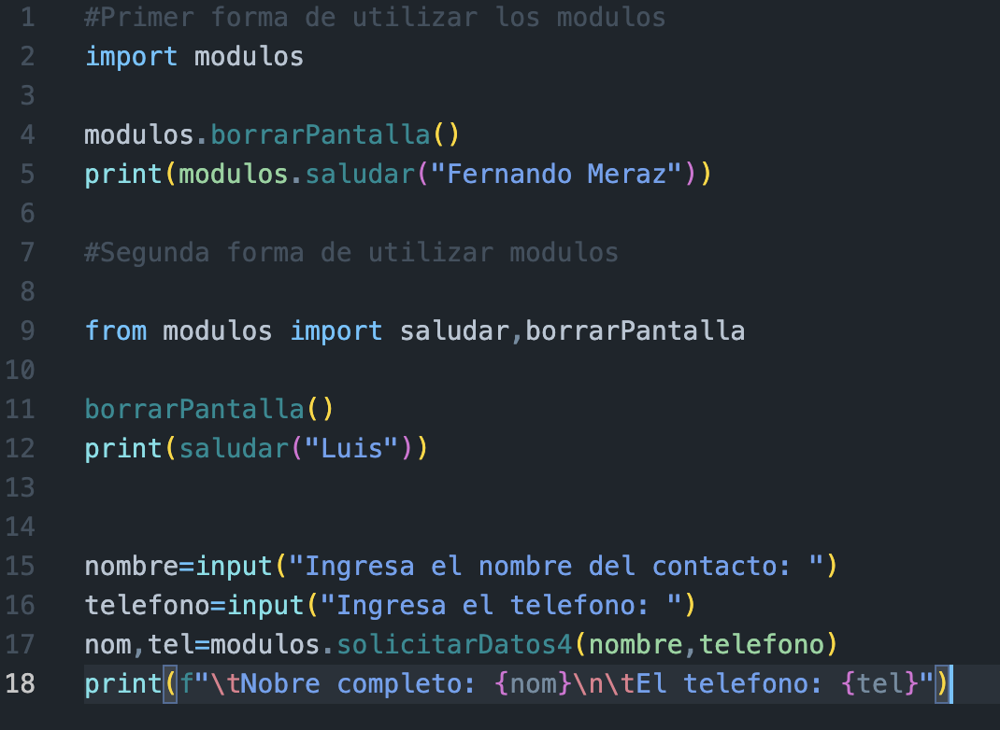 1 #Primer forma de utilizar los modulos
2 import modulos
3
4 modulos.borrarPantalla()
5 print(modulos.saludar("Fernando Meraz"))
6
7 #Segunda forma de utilizar modulos
8
9 from modulos import saludar,borrarPantalla
10
11 borrarPantalla()
12 print(saludar("Luis"))
13
14
15 nombre=input("Ingresa el nombre del contacto: ")
16 telefono=input("Ingresa el telefono: ")
17 nom,tel=modulos.solicitarDatos4(nombre,telefono)
18 print(f"\tNobre completo: {nom}\n\tEl telefono: {tel}")